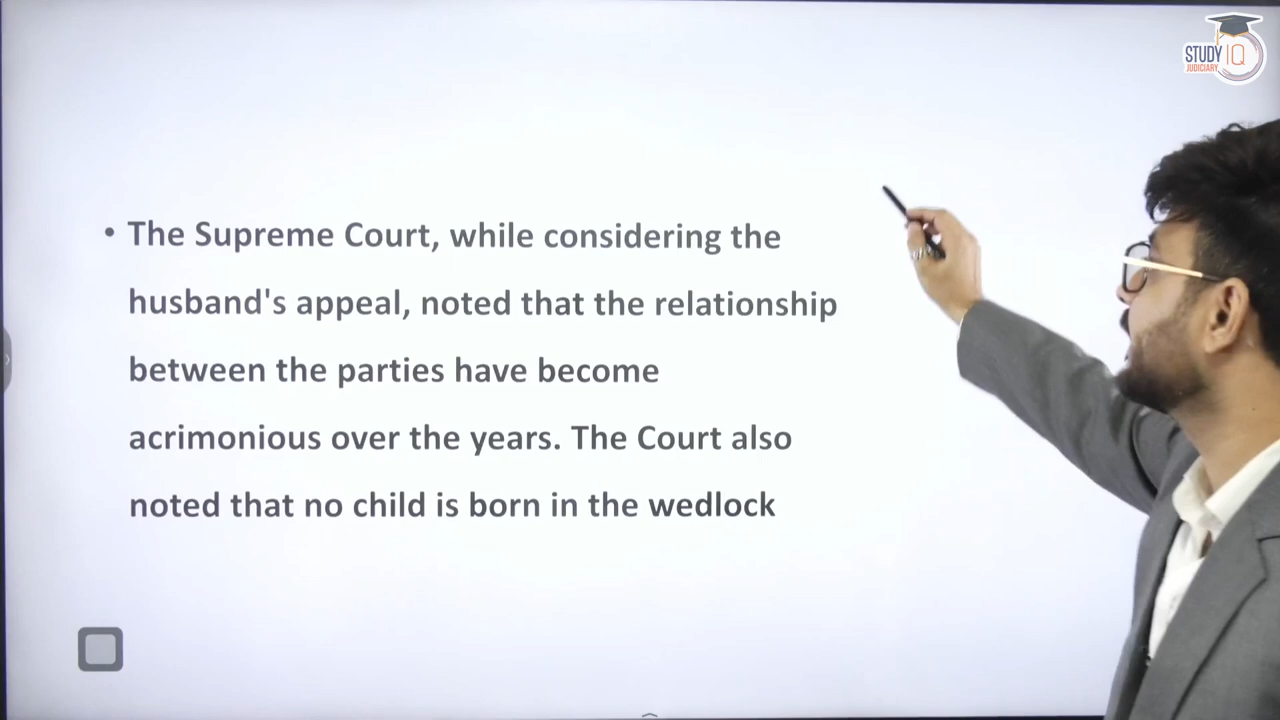 STUDY IQ
JUDICIARY
• The Supreme Court, while considering the
husband's appeal, noted that the relationship
between the parties have become
acrimonious over the years. The Court also
noted that no child is born in the wedlock